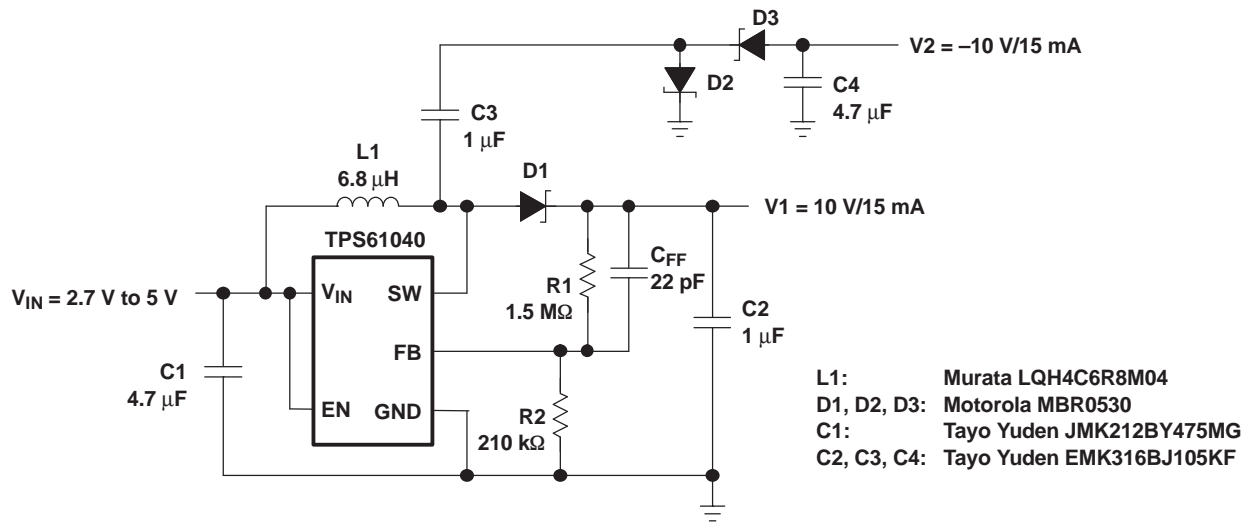 D3
V2 = –10 V/15 mA
D2
C4
4.7 µF
C3
1 µF
L1
6.8 µH
D1
V1 = 10 V/15 mA
TPS61040
CFF
22 pF
VIN = 2.7 V to 5 V
VIN
SW
R1
1.5 MΩ
C2
1 µF
FB
C1
4.7 µF
EN
GND
R2
210 kΩ
L1: Murata LQH4C6R8M04
D1, D2, D3: Motorola MBR0530
C1: Tayo Yuden JMK212BY475MG
C2, C3, C4: Tayo Yuden EMK316BJ105KF